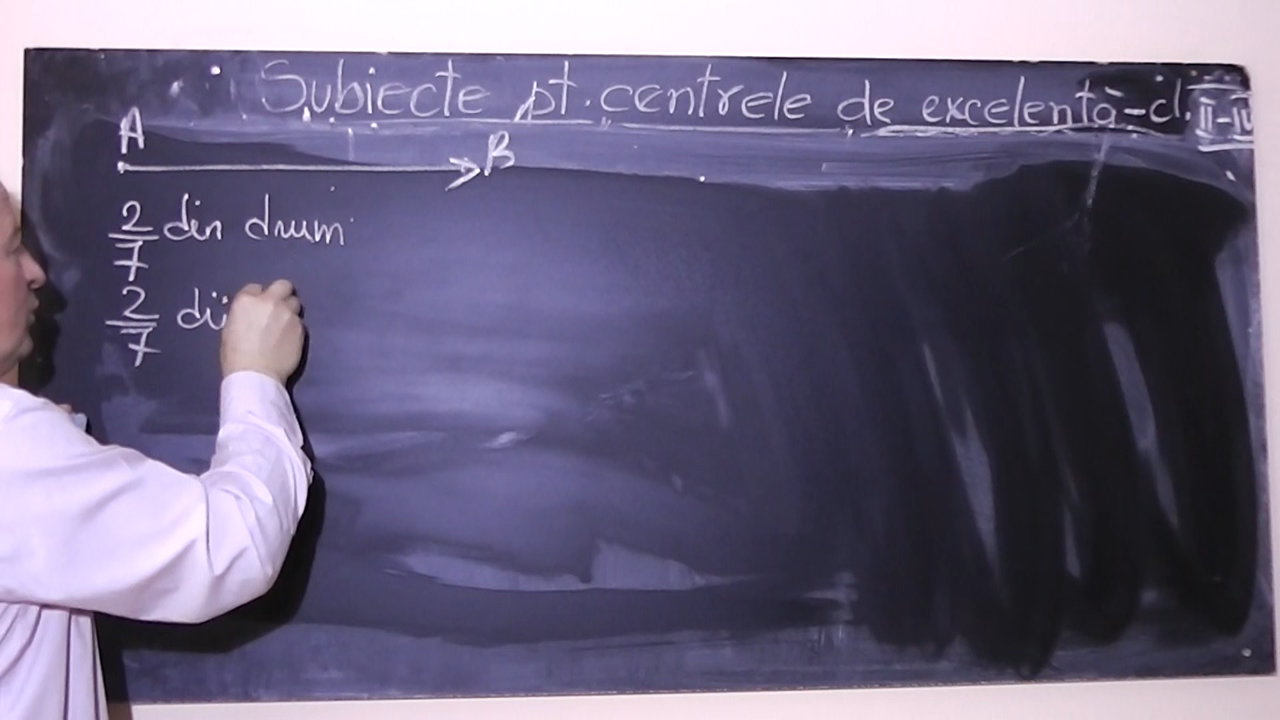 Subiecte pt. centrele de excelență-cl. II-IV
A
B
2/7 din drum
2/7 di